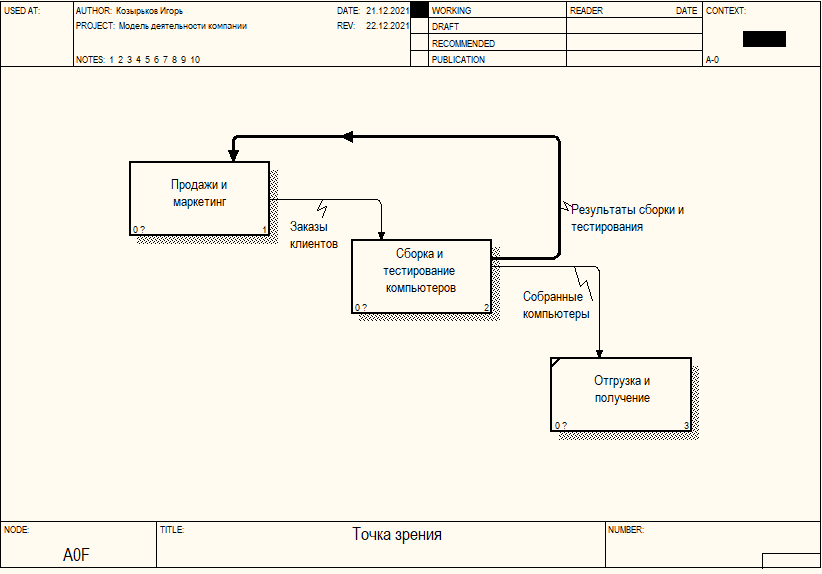 USED AT:
AUTHOR: Козырьков Игорь
DATE: 21.12.2021
WORKING
READER
DATE
CONTEXT:
PROJECT: Модель деятельности компании
REV: 22.12.2021
DRAFT
RECOMMENDED
NOTES: 1 2 3 4 5 6 7 8 9 10
PUBLICATION
A-0
Продажи и
маркетинг
0 ?
1
Заказы
клиентов
Результаты сборки и
тестирования
Сборка и
тестирование
компьютеров
0 ?
2
Собранные
компьютеры
Отгрузка и
получение
0 ?
3
NODE:
A0F
TITLE:
Точка зрения
NUMBER: